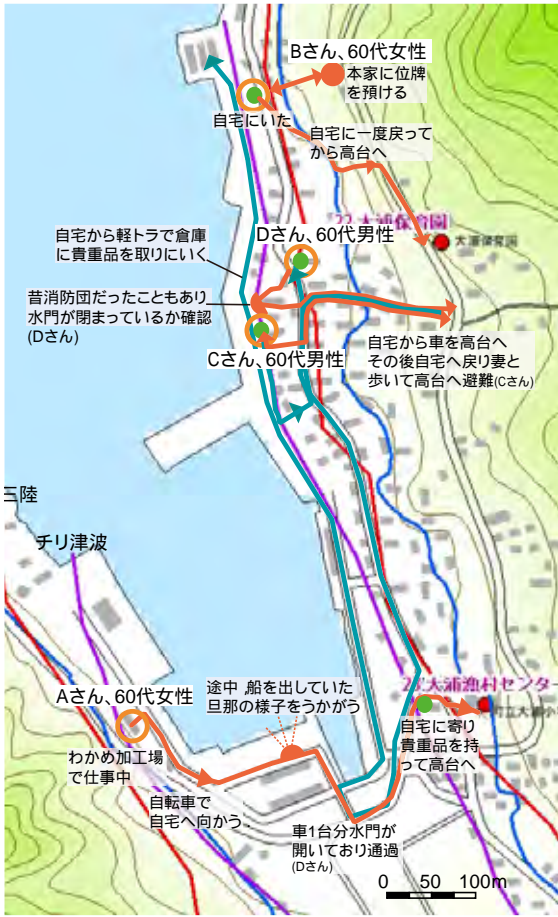 Bさん、60代女性
本家に位牌
を預ける
自宅にいた
自宅に一度戻って
から高台へ
大浦保育園
大浦保育園
Dさん、60代男性
自宅から軽トラで倉庫
に貴重品を取りにいく
昔消防団だったこともあり
水門が閉まっているか確認
(Dさん)
Cさん、60代男性
自宅から車を高台へ
その後自宅へ戻り妻と
歩いて高台へ避難(Cさん)
三陸
チリ津波
大浦漁村センター
Aさん、60代女性
途中,船を出していた
旦那の様子をうかがう
わかめ加工場
で仕事中
自宅に寄り
貴重品を持
って高台へ
自転車で
自宅へ向かう
車1台分水門が
開いており通過
(Dさん)
0 50 100m